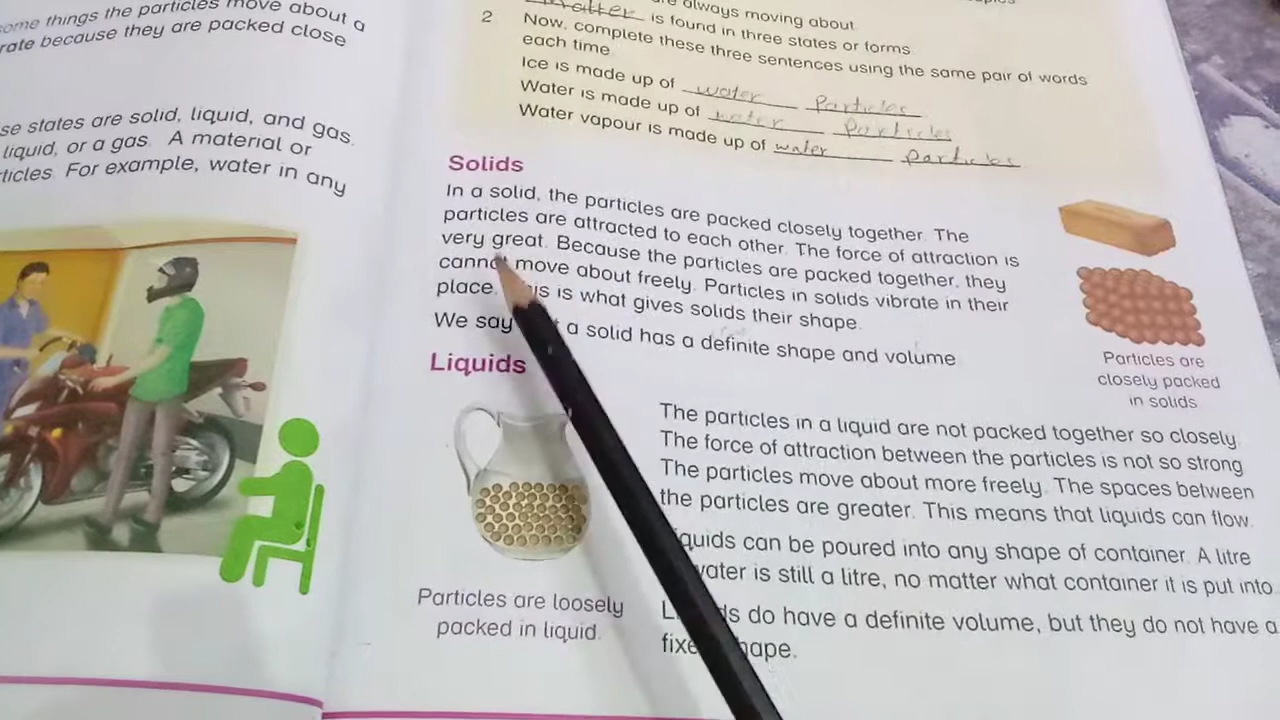 some things the particles move about a
rate because they are packed close
se states are solid, liquid, and gas.
liquid, or a gas. A material or
ticles. For example, water in any
always moving about.
2 matter is found in three states or forms
Now, complete these three sentences using the same pair of words
each time
Ice is made up of water Particles
Water is made up of water Particles
Water vapour is made up of water particles
Solids
In a solid, the particles are packed closely together. The
particles are attracted to each other. The force of attraction is
very great. Because the particles are packed together, they
cannot move about freely. Particles in solids vibrate in their
place. is is what gives solids their shape.
We say a solid has a definite shape and volume
Particles are
closely packed
in solids
Liquids
The particles in a liquid are not packed together so closely
The force of attraction between the particles is not so strong
The particles move about more freely. The spaces between
the particles are greater. This means that liquids can flow.
quids can be poured into any shape of container. A litre
water is still a litre, no matter what container it is put into.
L ds do have a definite volume, but they do not have a
fixe hape.
Particles are loosely
packed in liquid.